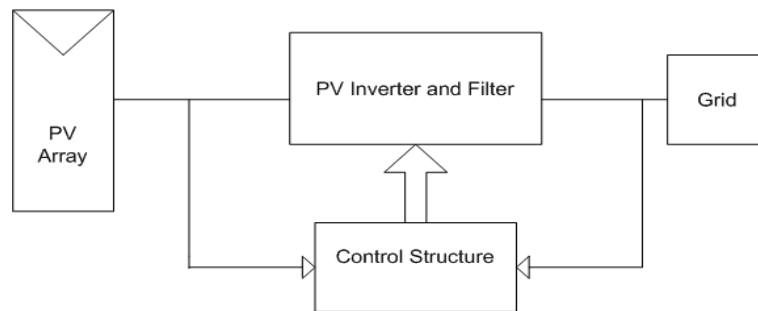 PV
Array
PV Inverter and Filter
Grid
Control Structure